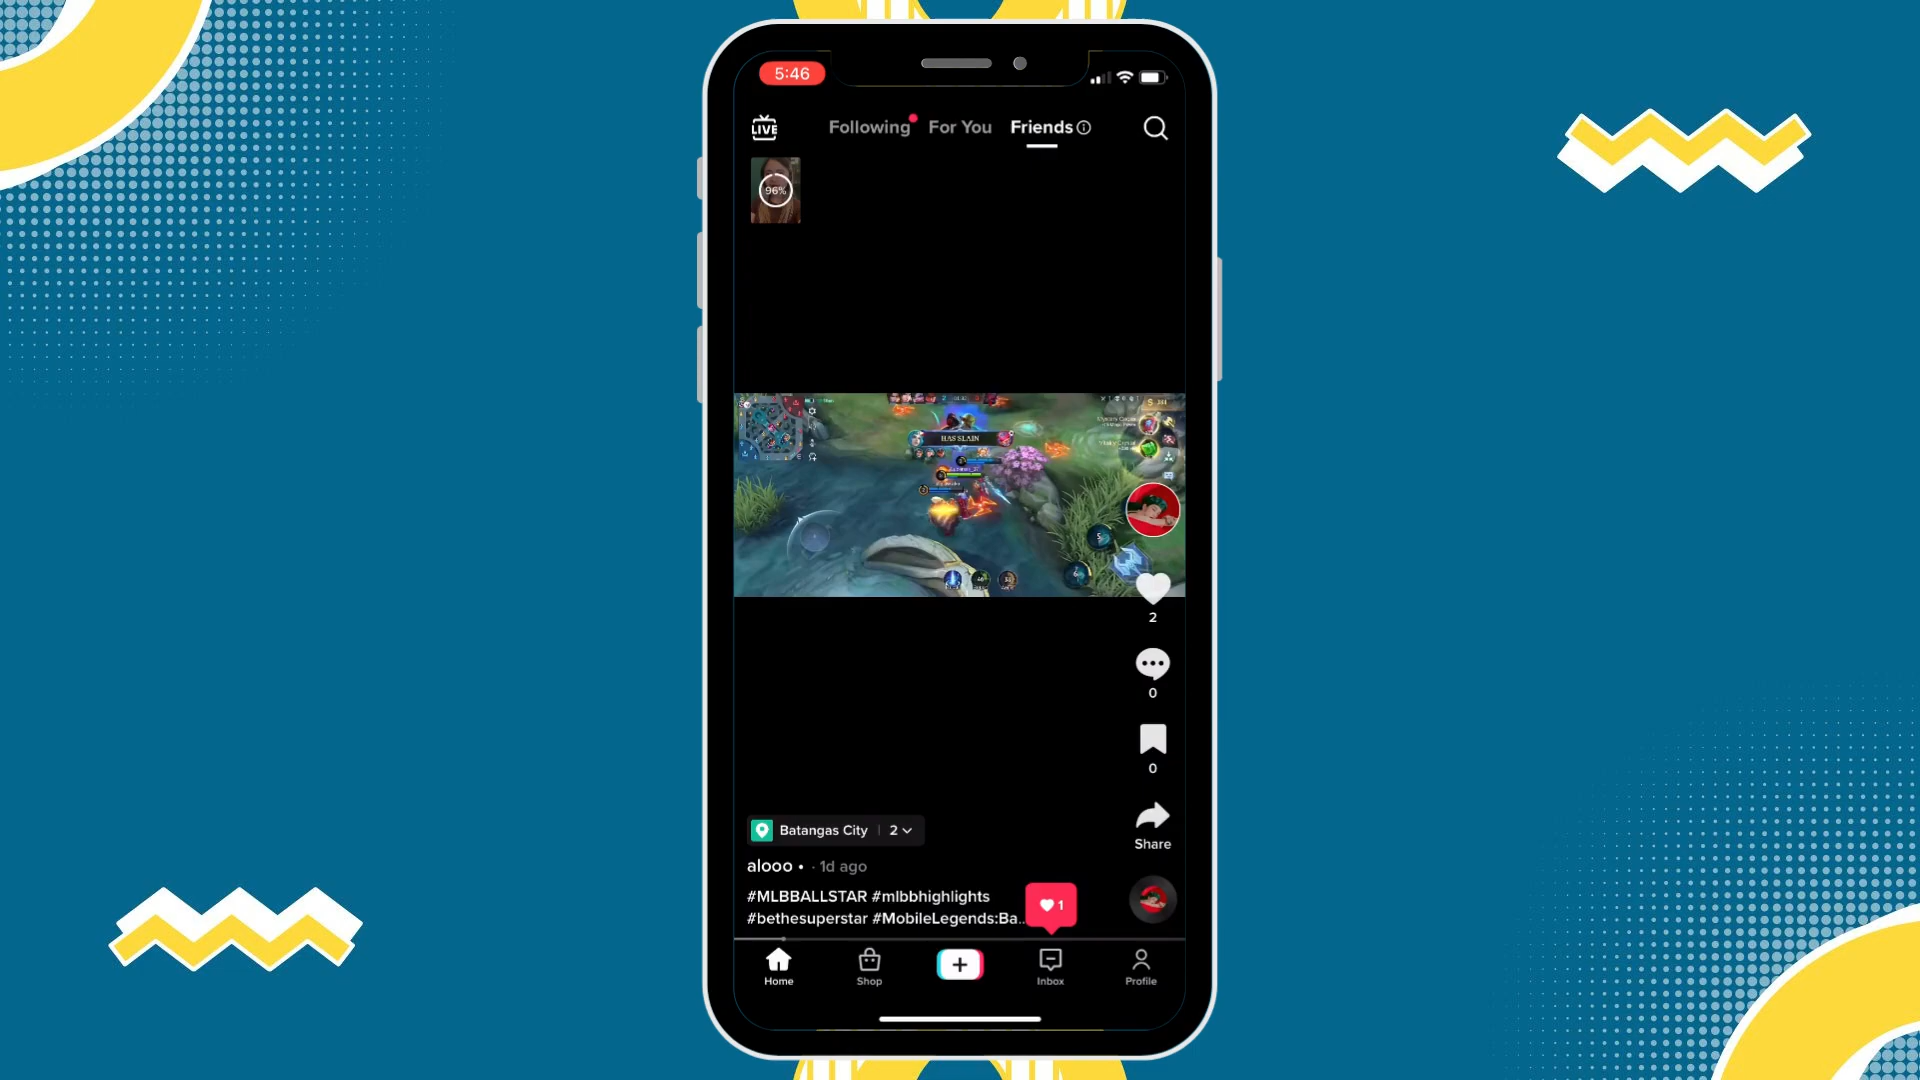 5:46
LIVE
Following For You Friends
96%
HAS SLAIN
2
0
0
Share
Batangas City | 2
alooo • · 1d ago
#MLBBALLSTAR #mlbbhighlights
#bethesuperstar #MobileLegends:Ba..
1
Home Shop Inbox Profile